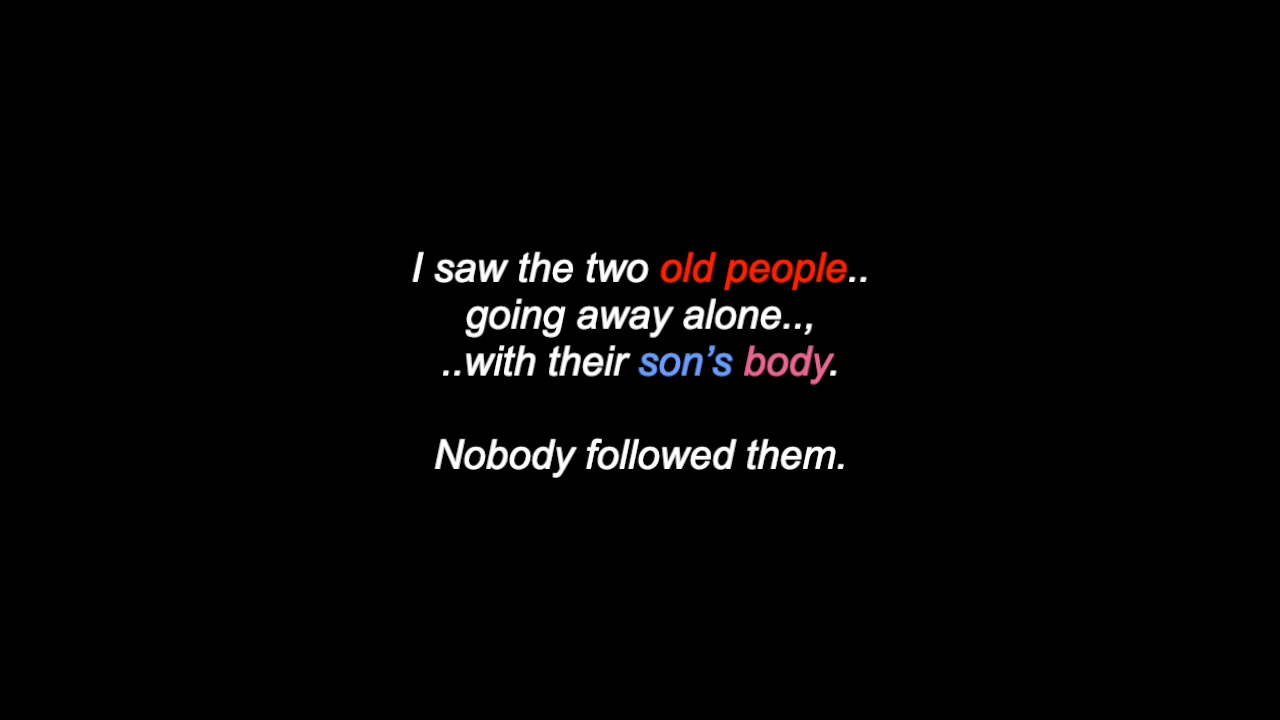 I saw the two old people..
going away alone..,
..with their son’s body.
Nobody followed them.